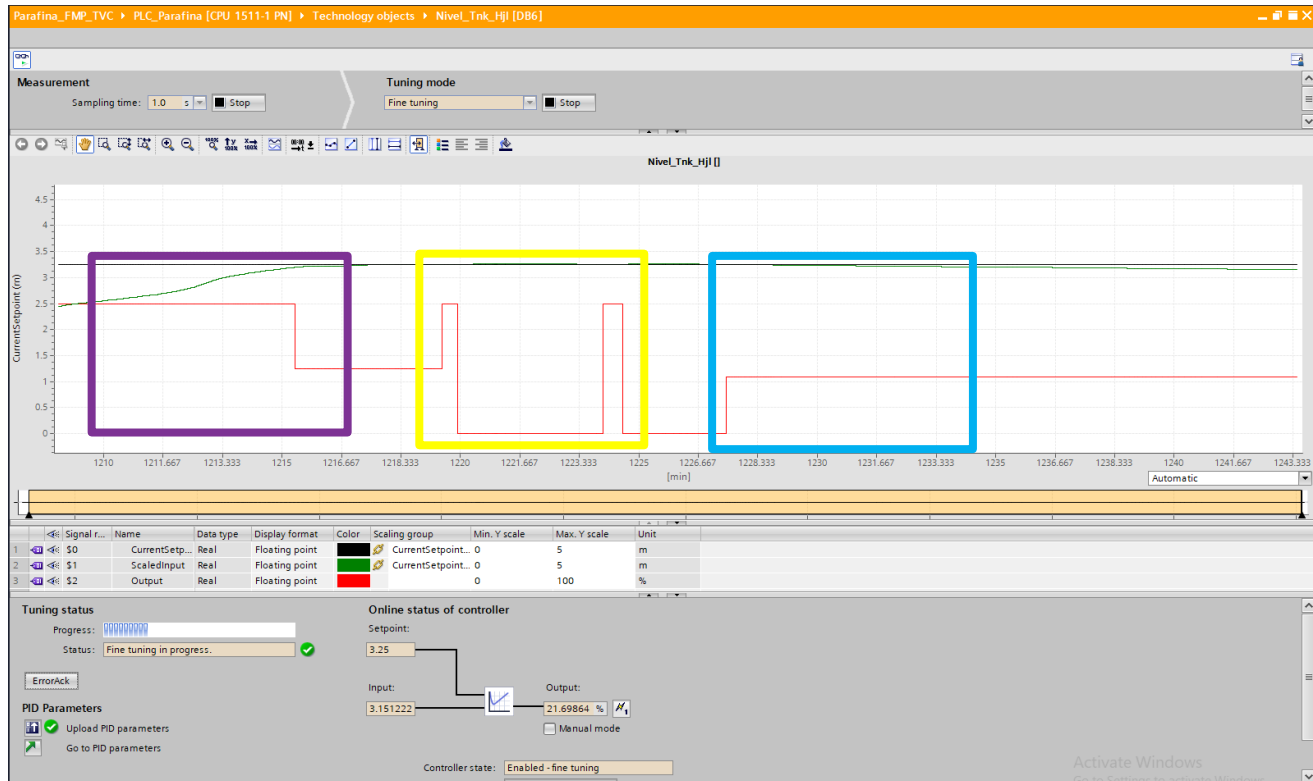 Parafina_FMP_TVC ▸ PLC_Parafina [CPU 1511-1 PN] ▸ Technology objects ▸ Nivel_Tnk_Hjl [DB6]
Measurement
Tuning mode
Sampling time: 1.0 s Stop
Fine tuning Stop
Nivel_Tnk_Hjl []
CurrentSetpoint (m)
4.5
4
3.5
3
2.5
2
1.5
1
0.5
0
1210 1211.667 1213.333 1215 1216.667 1218.333 1220 1221.667 1223.333 1225 1226.667 1228.333 1230 1231.667 1233.333 1235 1236.667 1238.333 1240 1241.667 1243.333
[min]
Automatic
Signal r... Name Data type Display format Color Scaling group Min. Y scale Max. Y scale Unit
1 $0 CurrentSetp... Real Floating point CurrentSetpoint... 0 5 m
2 $1 ScaledInput Real Floating point CurrentSetpoint... 0 5 m
3 $2 Output Real Floating point 0 100 %
Tuning status
Progress:
Status: Fine tuning in progress.
ErrorAck
PID Parameters
Upload PID parameters
Go to PID parameters
Online status of controller
Setpoint:
3.25
Input:
3.151222
Output:
21.69864 %
Manual mode
Controller state: Enabled - fine tuning
Activate Windows